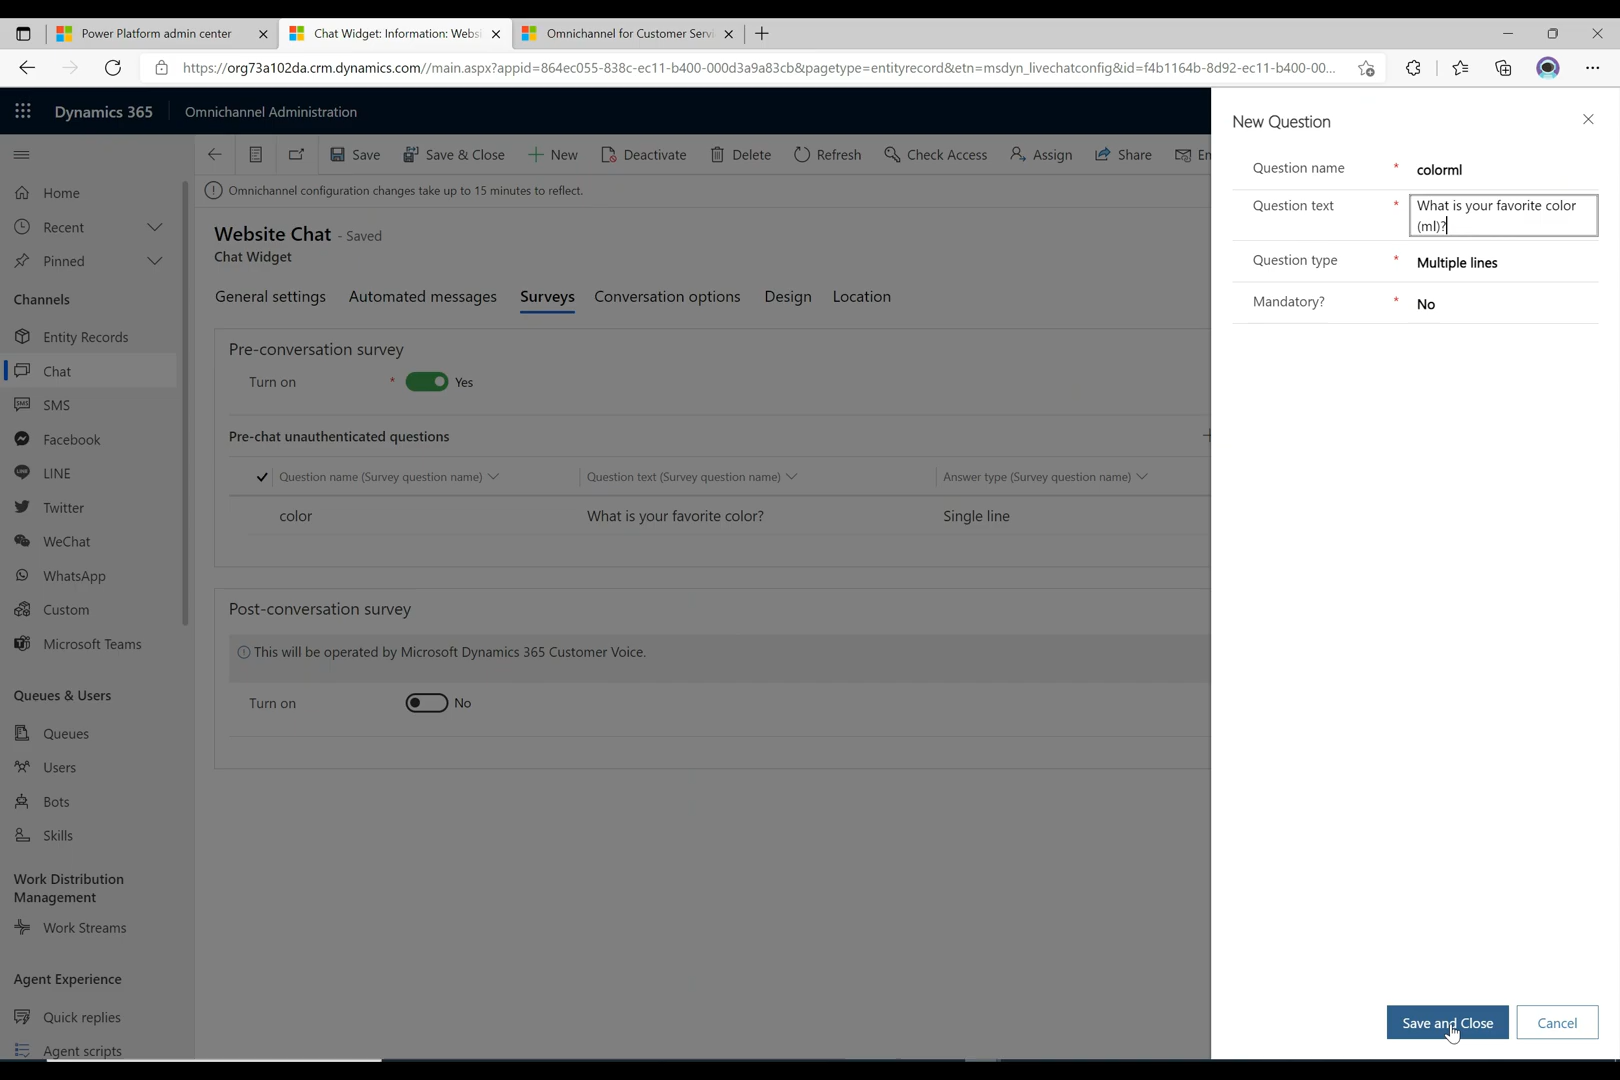 Power Platform admin center
Chat Widget: Information: Websi
Omnichannel for Customer Servi
https://org73a102da.crm.dynamics.com//main.aspx?appid=864ec055-838c-ec11-b400-000d3a9a83cb&pagetype=entityrecord&etn=msdyn_livechatconfig&id=f4b1164b-8d92-ec11-b400-00...
Dynamics 365
Omnichannel Administration
Save
Save & Close
New
Deactivate
Delete
Refresh
Check Access
Assign
Share
Em
Omnichannel configuration changes take up to 15 minutes to reflect.
Home
Recent
Pinned
Channels
Entity Records
Chat
SMS
Facebook
LINE
Twitter
WeChat
WhatsApp
Custom
Microsoft Teams
Queues & Users
Queues
Users
Bots
Skills
Work Distribution
Management
Work Streams
Agent Experience
Quick replies
Agent scripts
Website Chat - Saved
Chat Widget
General settings
Automated messages
Surveys
Conversation options
Design
Location
Pre-conversation survey
Turn on * Yes
Pre-chat unauthenticated questions
Question name (Survey question name)
Question text (Survey question name)
Answer type (Survey question name)
color
What is your favorite color?
Single line
Post-conversation survey
This will be operated by Microsoft Dynamics 365 Customer Voice.
Turn on No
New Question
Question name * colorml
Question text * What is your favorite color
(ml)?
Question type * Multiple lines
Mandatory? * No
Save and Close
Cancel